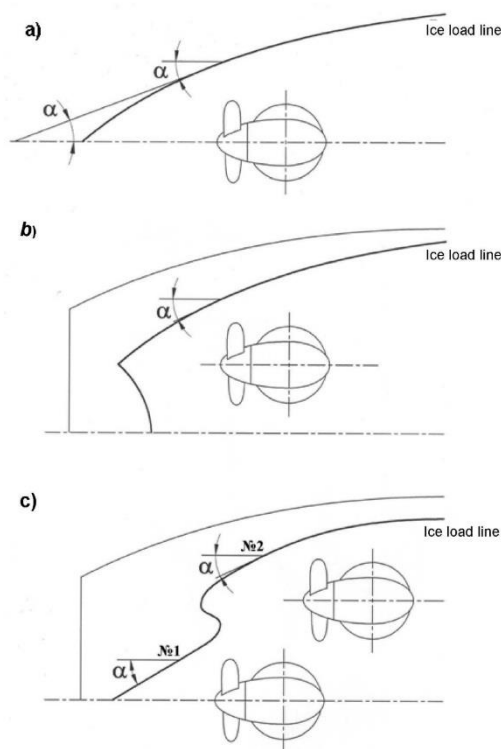 a)
Ice load line
α
α
b)
Ice load line
α
c)
Ice load line
№2
α
№1
α